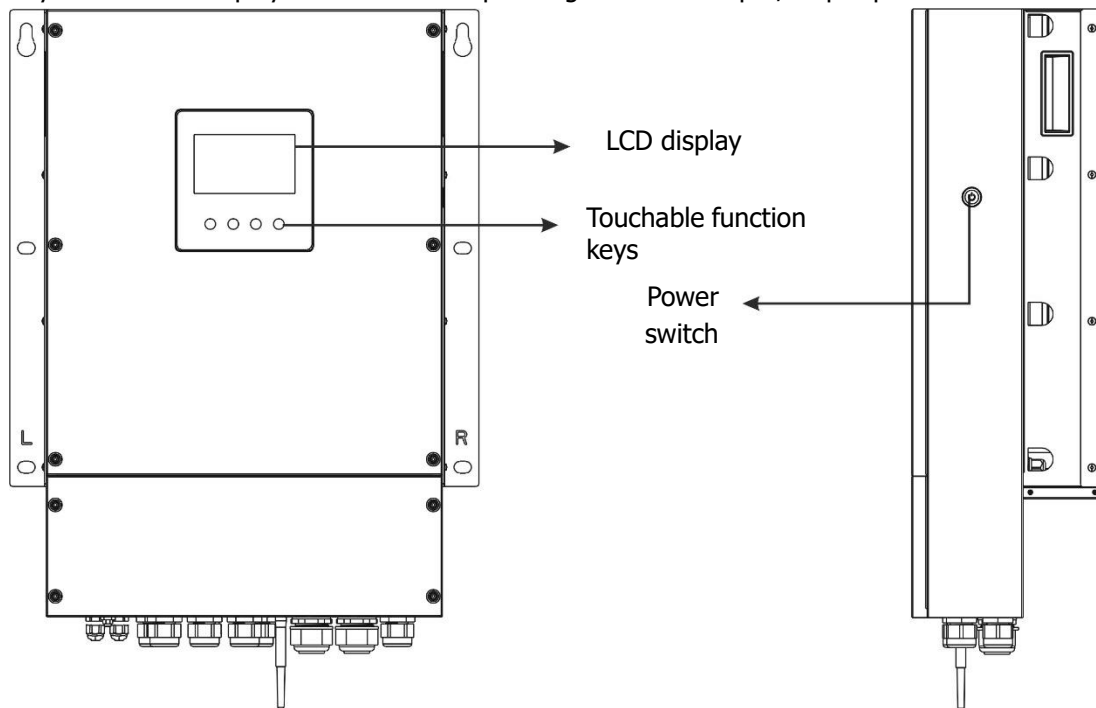 LCD display
Touchable function
keys
Power
switch
L
R